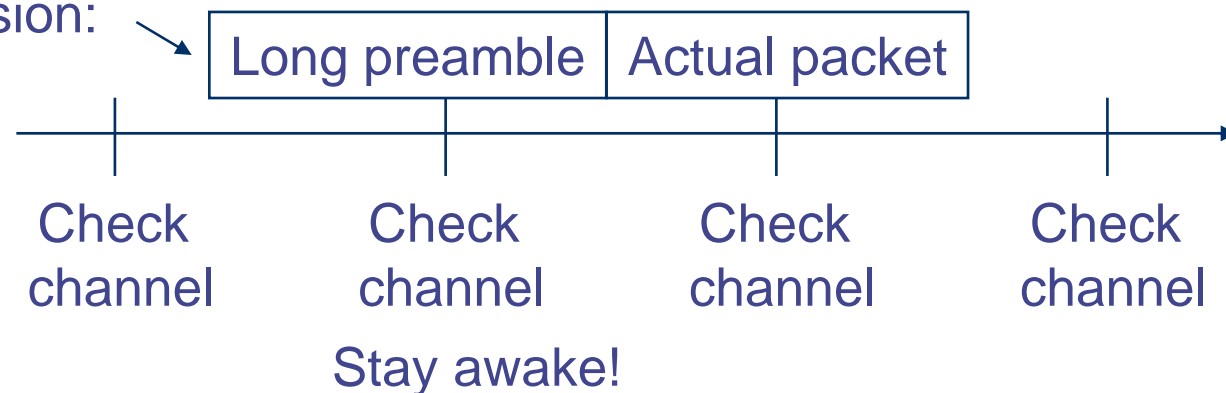 sion:
Long preamble Actual packet
Check Check Check Check
channel channel channel channel
Stay awake!